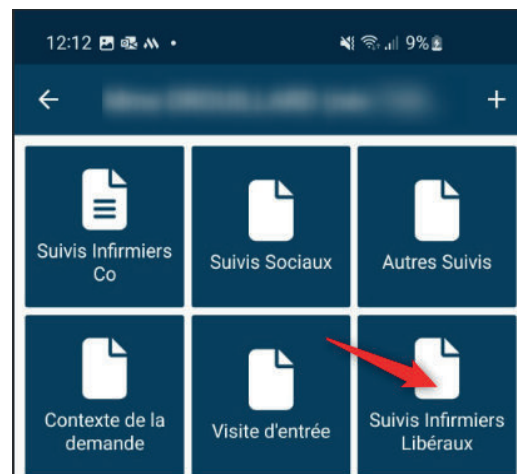 12:12 9%
+
Suivis Infirmiers
Co
Suivis Sociaux
Autres Suivis
Contexte de la
demande
Visite d'entrée
Suivis Infirmiers
Libéraux